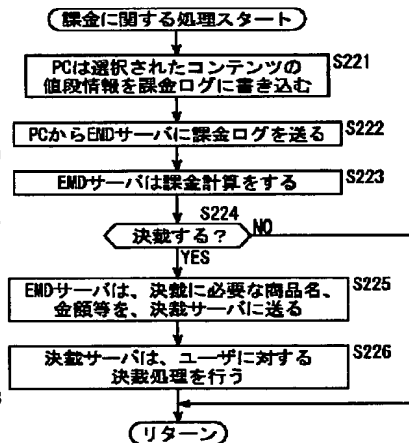 課金に関する処理スタート
PCは選択されたコンテンツの
値段情報を課金ログに書き込む
S221
PCからEMDサーバに課金ログを送る
S222
EMDサーバは課金計算をする
S223
S224
決裁する?
NO
YES
EMDサーバは、決裁に必要な商品名、
金額等を、決裁サーバに送る
S225
決裁サーバは、ユーザに対する
決裁処理を行う
S226
リターン